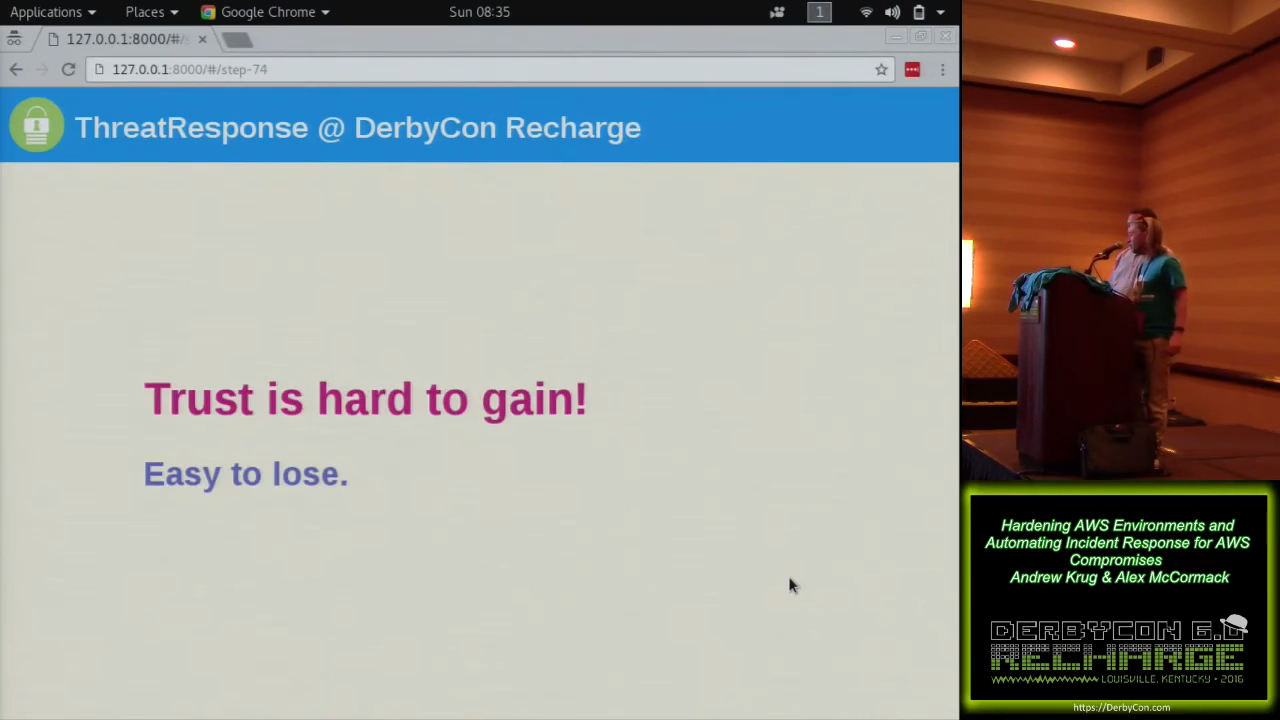 Applications
Places
Google Chrome
Sun 08:35
1
127.0.0.1:8000/#/s
127.0.0.1:8000/#/step-74
ThreatResponse @ DerbyCon Recharge
Trust is hard to gain!
Easy to lose.
Hardening AWS Environments and
Automating Incident Response for AWS
Compromises
Andrew Krug & Alex McCormack
DERBYCON 6.0
RECHARGE
LOUISVILLE, KENTUCKY • 2016
https://DerbyCon.com